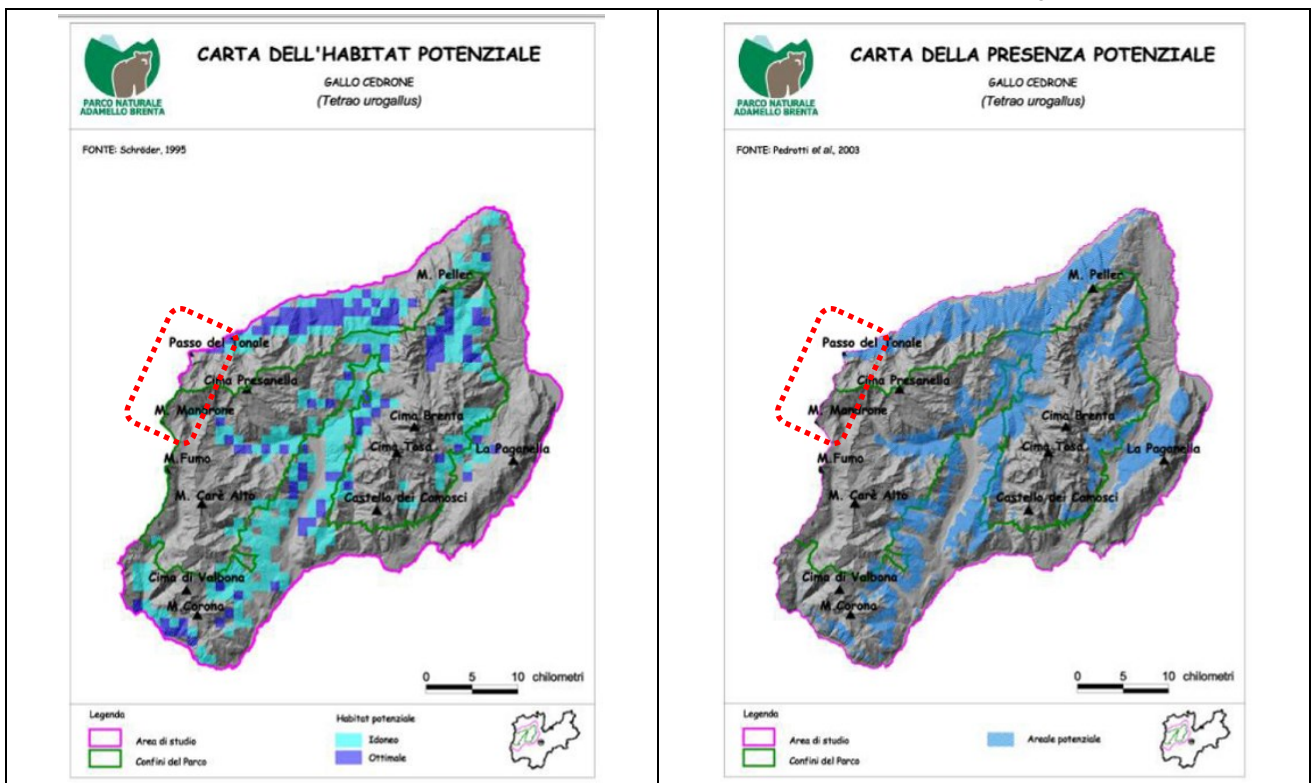 CARTA DELL'HABITAT POTENZIALE
GALLO CEDRONE
(Tetrao urogallus)
PARCO NATURALE
ADAMELLO BRENTA
FONTE: Schröder, 1995
M. Peller
Passo del Tonale
Cima Presanella
M. Mandrone
Cima Brenta
M.Fumo
Cima Tosa
La Paganella
M. Carè Alto
Castello dei Camosci
Cima di Valbona
M.Corona
0 5 10 chilometri
Legenda
Area di studio
Confini del Parco
Habitat potenziale
Idoneo
Ottimale
CARTA DELLA PRESENZA POTENZIALE
GALLO CEDRONE
(Tetrao urogallus)
PARCO NATURALE
ADAMELLO BRENTA
FONTE: Pedrotti et al., 2003
M. Peller
Passo del Tonale
Cima Presanella
M. Mandrone
Cima Brenta
M.Fumo
Cima Tosa
La Paganella
M. Carè Alto
Castello dei Camosci
Cima di Valbona
M.Corona
0 5 10 chilometri
Legenda
Area di studio
Confini del Parco
Areale potenziale